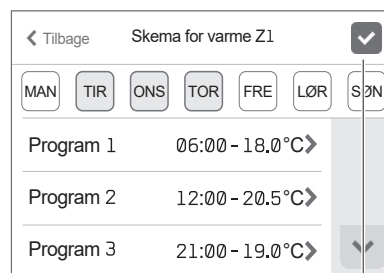 Tilbage Skema for varme Z1
MAN TIR ONS TOR FRE LØR SØN
Program 1 06:00 - 18.0°C
Program 2 12:00 - 20.5°C
Program 3 21:00 - 19.0°C